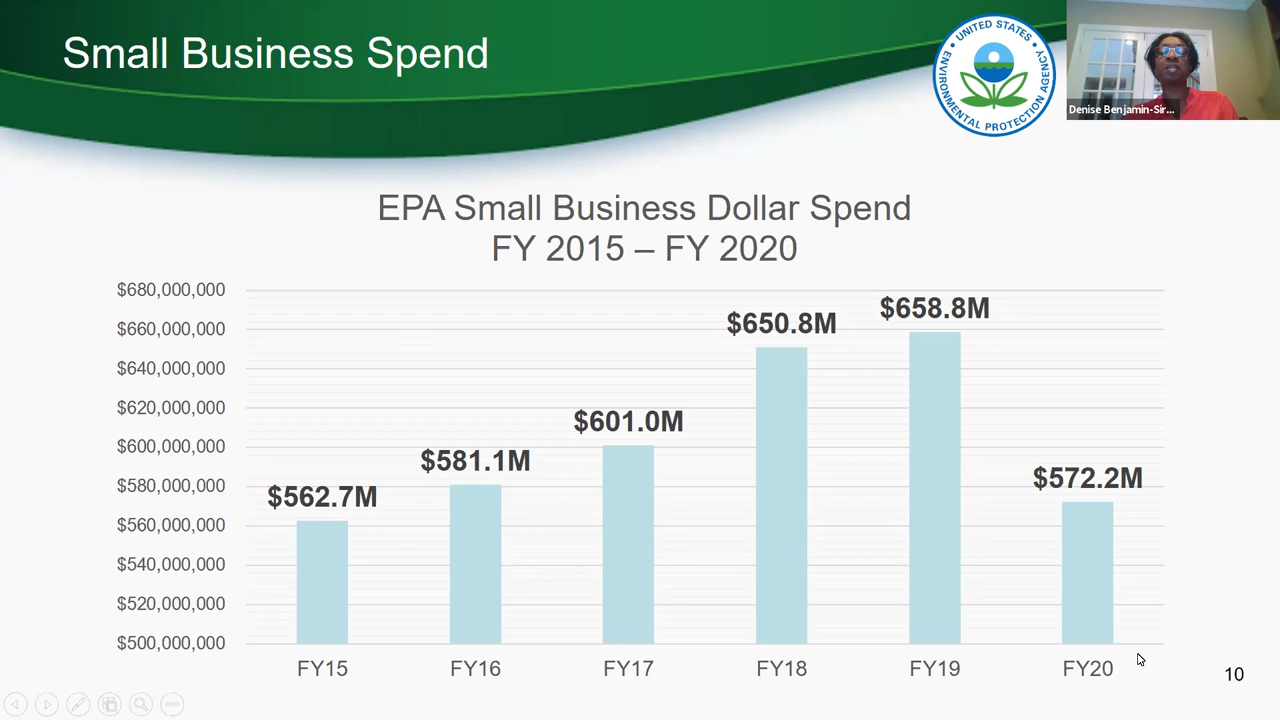 Small Business Spend
UNITED STATES
ENVIRONMENTAL PROTECTION AGENCY
Denise Benjamin-Sir...
EPA Small Business Dollar Spend
FY 2015 – FY 2020
$680,000,000
$660,000,000
$640,000,000
$620,000,000
$600,000,000
$580,000,000
$560,000,000
$540,000,000
$520,000,000
$500,000,000
$562.7M
$581.1M
$601.0M
$650.8M
$658.8M
$572.2M
FY15
FY16
FY17
FY18
FY19
FY20
10